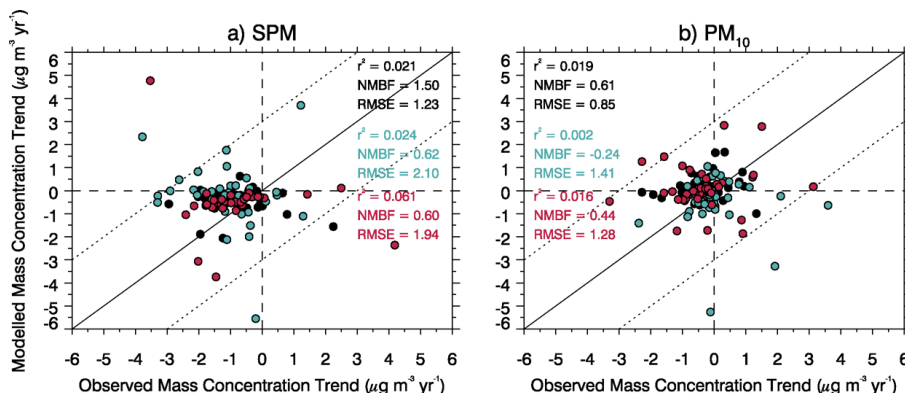 a) SPM
Modelled Mass Concentration Trend (μg m⁻³ yr⁻¹)
6
5
4
3
2
1
0
-1
-2
-3
-4
-5
-6
r² = 0.021
NMBF = 1.50
RMSE = 1.23
r² = 0.024
NMBF = 0.62
RMSE = 2.10
r² = 0.061
NMBF = 0.60
RMSE = 1.94
-6 -5 -4 -3 -2 -1 0 1 2 3 4 5 6
Observed Mass Concentration Trend (μg m⁻³ yr⁻¹)
b) PM₁₀
6
5
4
3
2
1
0
-1
-2
-3
-4
-5
-6
r² = 0.019
NMBF = 0.61
RMSE = 0.85
r² = 0.002
NMBF = -0.24
RMSE = 1.41
r² = 0.016
NMBF = 0.44
RMSE = 1.28
-6 -5 -4 -3 -2 -1 0 1 2 3 4 5 6
Observed Mass Concentration Trend (μg m⁻³ yr⁻¹)